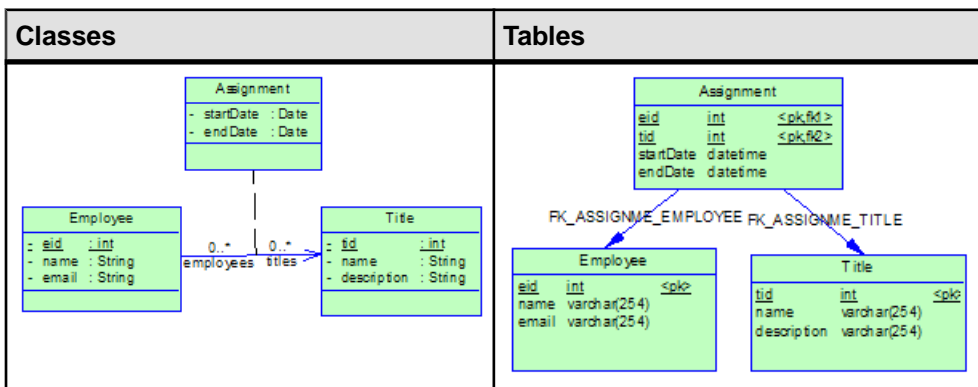 Classes
Tables
Assignment
- startDate : Date
- endDate : Date
Employee
- eid : int
- name : String
- email : String
0..*
employees
0..*
titles
Title
- tid : int
- name : String
- description : String
Assignment
eid int <pk,fk1>
tid int <pk,fk2>
startDate datetime
endDate datetime
FK_ASSIGNME_EMPLOYEE
FK_ASSIGNME_TITLE
Employee
eid int <pk>
name varchar(254)
email varchar(254)
Title
tid int <pk>
name varchar(254)
description varchar(254)